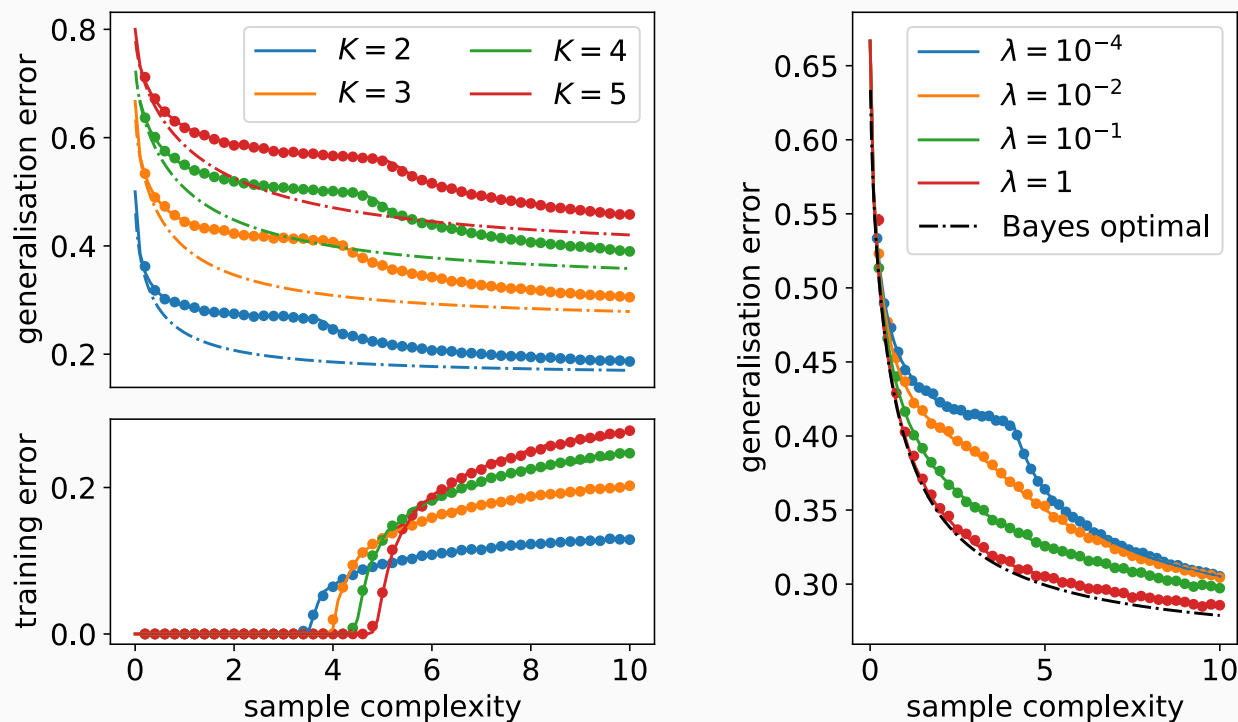 generalisation error
0.8
0.6
0.4
0.2
K = 2
K = 3
K = 4
K = 5
training error
0.2
0.0
0 2 4 6 8 10
sample complexity
generalisation error
0.65
0.60
0.55
0.50
0.45
0.40
0.35
0.30
λ = 10⁻⁴
λ = 10⁻²
λ = 10⁻¹
λ = 1
Bayes optimal
0 5 10
sample complexity